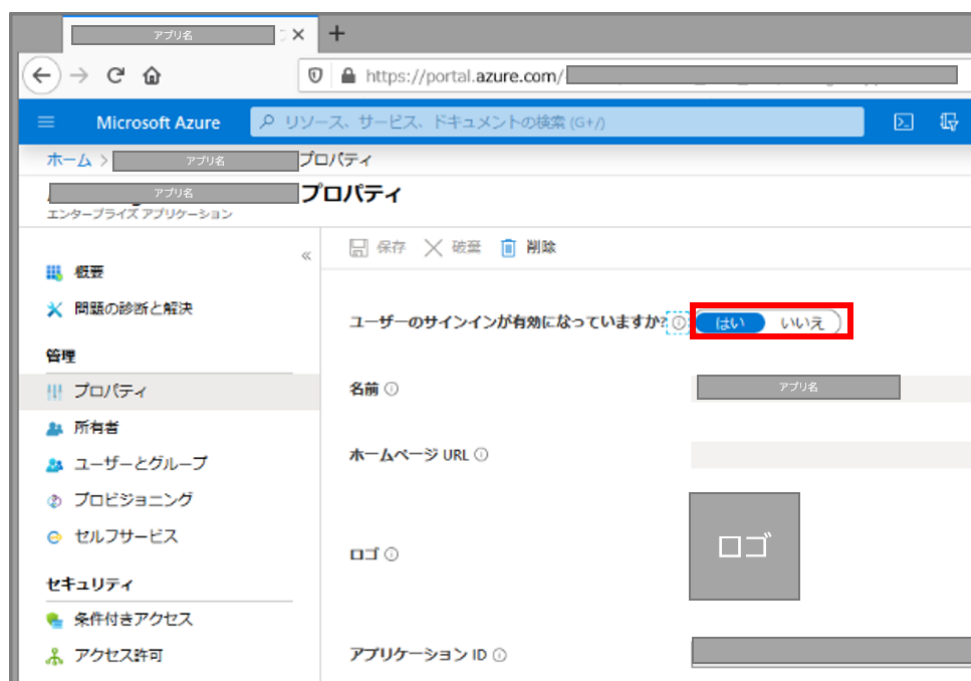 アプリ名
https://portal.azure.com/
Microsoft Azure
リソース、サービス、ドキュメントの検索 (G+/)
ホーム > アプリ名 プロパティ
アプリ名 プロパティ
エンタープライズ アプリケーション
保存 破棄 削除
概要
問題の診断と解決
ユーザーのサインインが有効になっていますか? はい いいえ
管理
プロパティ
名前 アプリ名
所有者
ホームページ URL
ユーザーとグループ
プロビジョニング
セルフサービス
ロゴ ロゴ
セキュリティ
条件付きアクセス
アクセス許可
アプリケーション ID